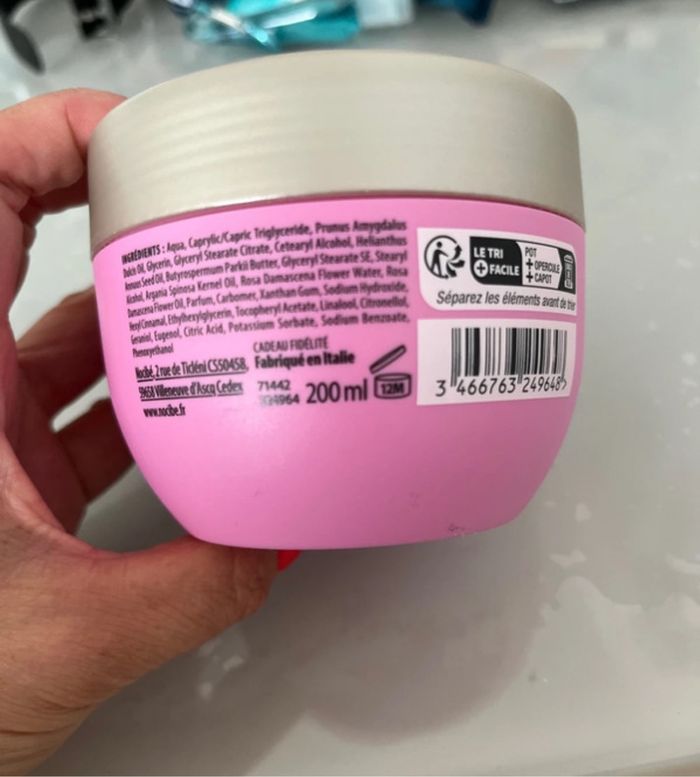 INGRÉDIENTS : Aqua, Caprylic/Capric Triglyceride, Prunus Amygdalus
Dulcis Oil, Glycerin, Glyceryl Stearate Citrate, Cetearyl Alcohol, Helianthus
Annuus Seed Oil, Butyrospermum Parkii Butter, Glyceryl Stearate SE, Stearyl
Alcohol, Argania Spinosa Kernel Oil, Rosa Damascena Flower Water, Rosa
Damascena Flower Oil, Parfum, Carbomer, Xanthan Gum, Sodium Hydroxide,
Hexyl Cinnamal, Ethylhexylglycerin, Tocopheryl Acetate, Linalool, Citronellol,
Geraniol, Eugenol, Citric Acid, Potassium Sorbate, Sodium Benzoate,
Phenoxyethanol
CADEAU FIDÉLITÉ
Nocibé, 2 rue de Ticléni CS50458,
Fabriqué en Italie
59658 Villeneuve d'Ascq Cedex
www.nocibe.fr
71442
200 ml
12M
LE TRI
+ FACILE
POT
+ OPERCULE
+ CAPOT
Séparez les éléments avant de trier
3 466763 249648